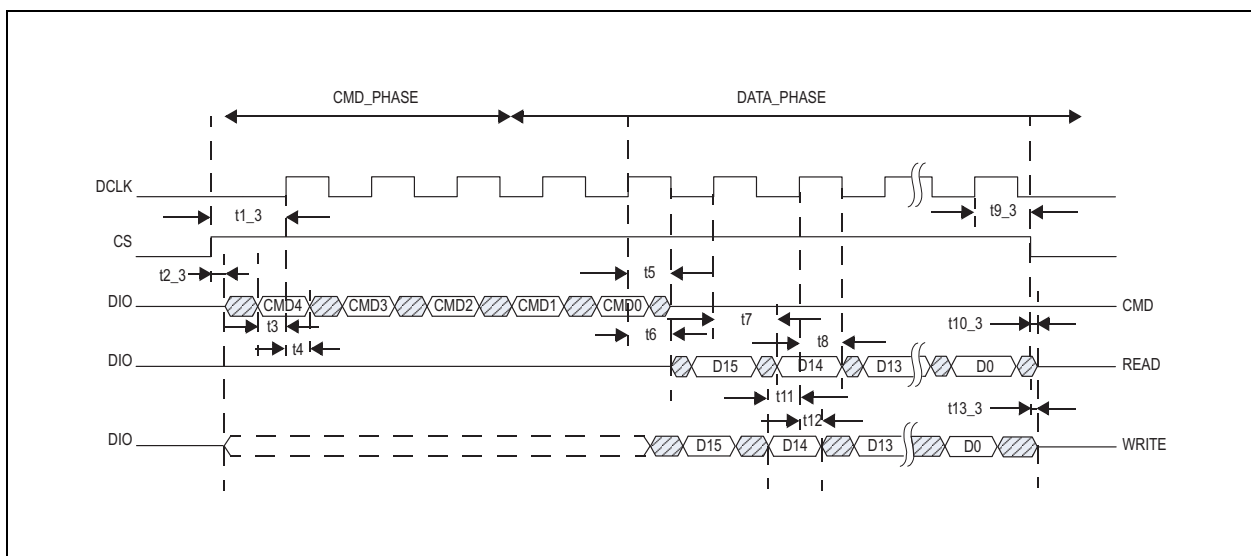 CMD_PHASE DATA_PHASE
DCLK
t1_3 t9_3
CS
t2_3 t5
DIO CMD4 CMD3 CMD2 CMD1 CMD0 CMD
t3 t6 t7 t10_3
t4 t8
DIO D15 D14 D13 D0 READ
t11 t13_3
t12
DIO D15 D14 D13 D0 WRITE